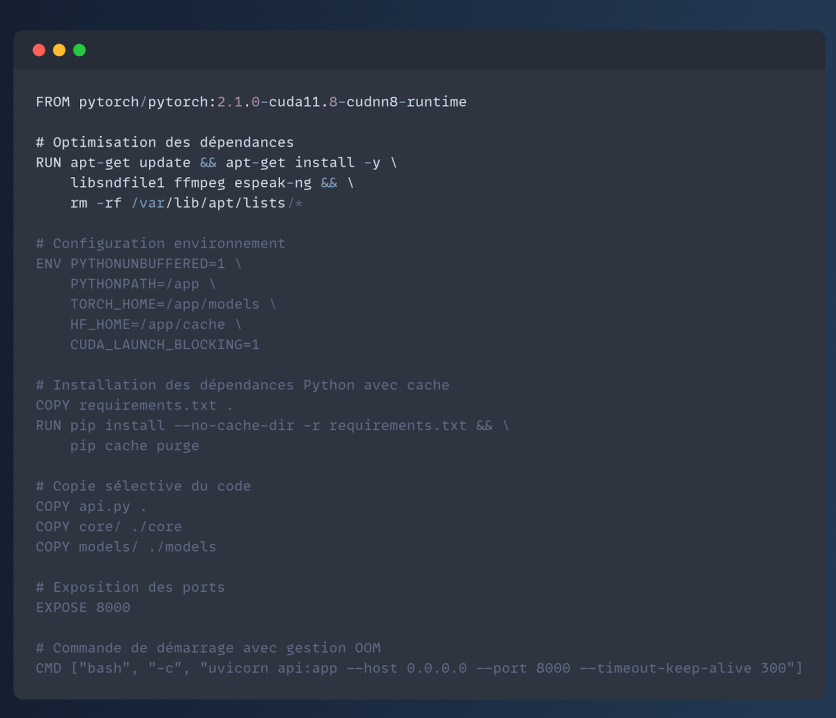 FROM pytorch/pytorch:2.1.0-cuda11.8-cudnn8-runtime
# Optimisation des dépendances
RUN apt-get update && apt-get install -y \
libsndfile1 ffmpeg espeak-ng && \
rm -rf /var/lib/apt/lists/*
# Configuration environnement
ENV PYTHONUNBUFFERED=1 \
PYTHONPATH=/app \
TORCH_HOME=/app/models \
HF_HOME=/app/cache \
CUDA_LAUNCH_BLOCKING=1
# Installation des dépendances Python avec cache
COPY requirements.txt .
RUN pip install --no-cache-dir -r requirements.txt && \
pip cache purge
# Copie sélective du code
COPY api.py .
COPY core/ ./core
COPY models/ ./models
# Exposition des ports
EXPOSE 8000
# Commande de démarrage avec gestion OOM
CMD ["bash", "-c", "uvicorn api:app --host 0.0.0.0 --port 8000 --timeout-keep-alive 300"]